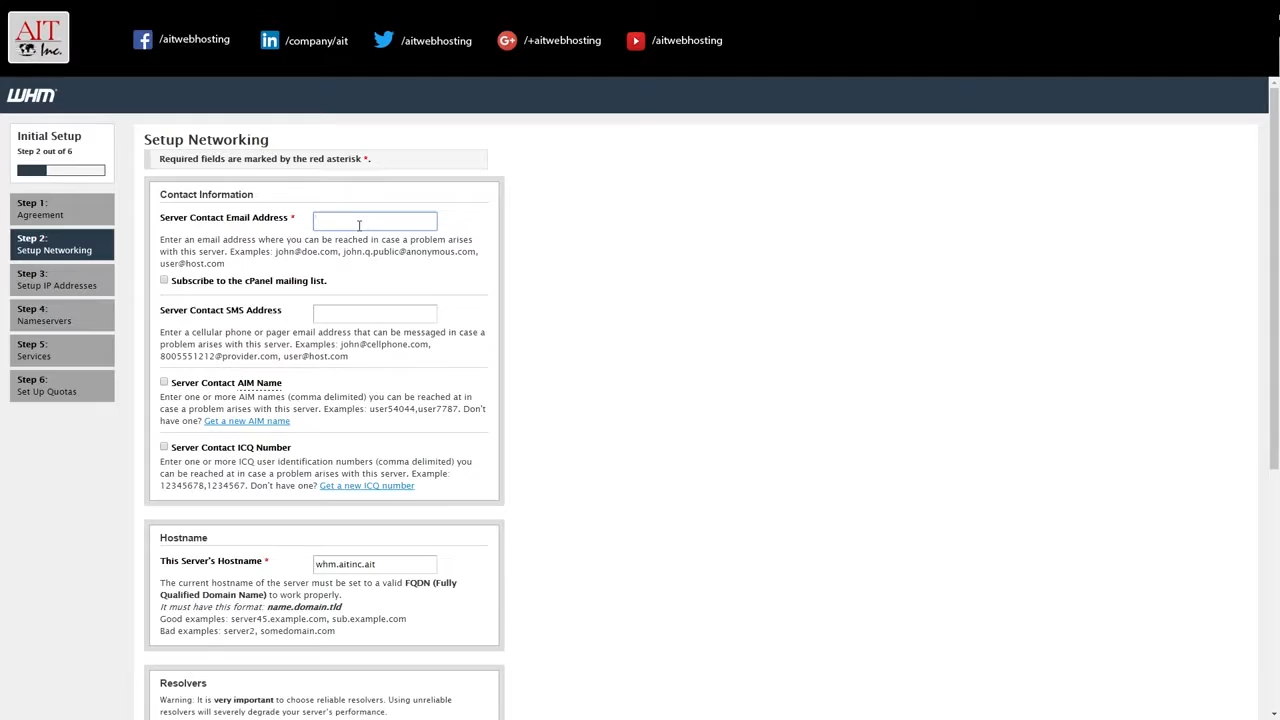 AIT
Inc.
/aitwebhosting
/company/ait
/aitwebhosting
/+aitwebhosting
/aitwebhosting
WHM
Initial Setup
Step 2 out of 6
Step 1:
Agreement
Step 2:
Setup Networking
Step 3:
Setup IP Addresses
Step 4:
Nameservers
Step 5:
Services
Step 6:
Set Up Quotas
Setup Networking
Required fields are marked by the red asterisk *.
Contact Information
Server Contact Email Address *
Enter an email address where you can be reached in case a problem arises
with this server. Examples: john@doe.com, john.q.public@anonymous.com,
user@host.com
Subscribe to the cPanel mailing list.
Server Contact SMS Address
Enter a cellular phone or pager email address that can be messaged in case a
problem arises with this server. Examples: john@cellphone.com,
8005551212@provider.com, user@host.com
Server Contact AIM Name
Enter one or more AIM names (comma delimited) you can be reached at in
case a problem arises with this server. Examples: user54044,user7787. Don't
have one? Get a new AIM name
Server Contact ICQ Number
Enter one or more ICQ user identification numbers (comma delimited) you
can be reached at in case a problem arises with this server. Example:
12345678,1234567. Don't have one? Get a new ICQ number
Hostname
This Server's Hostname *
whm.aitinc.ait
The current hostname of the server must be set to a valid FQDN (Fully
Qualified Domain Name) to work properly.
It must have this format: name.domain.tld
Good examples: server45.example.com, sub.example.com
Bad examples: server2, somedomain.com
Resolvers
Warning: It is very important to choose reliable resolvers. Using unreliable
resolvers will severely degrade your server's performance.